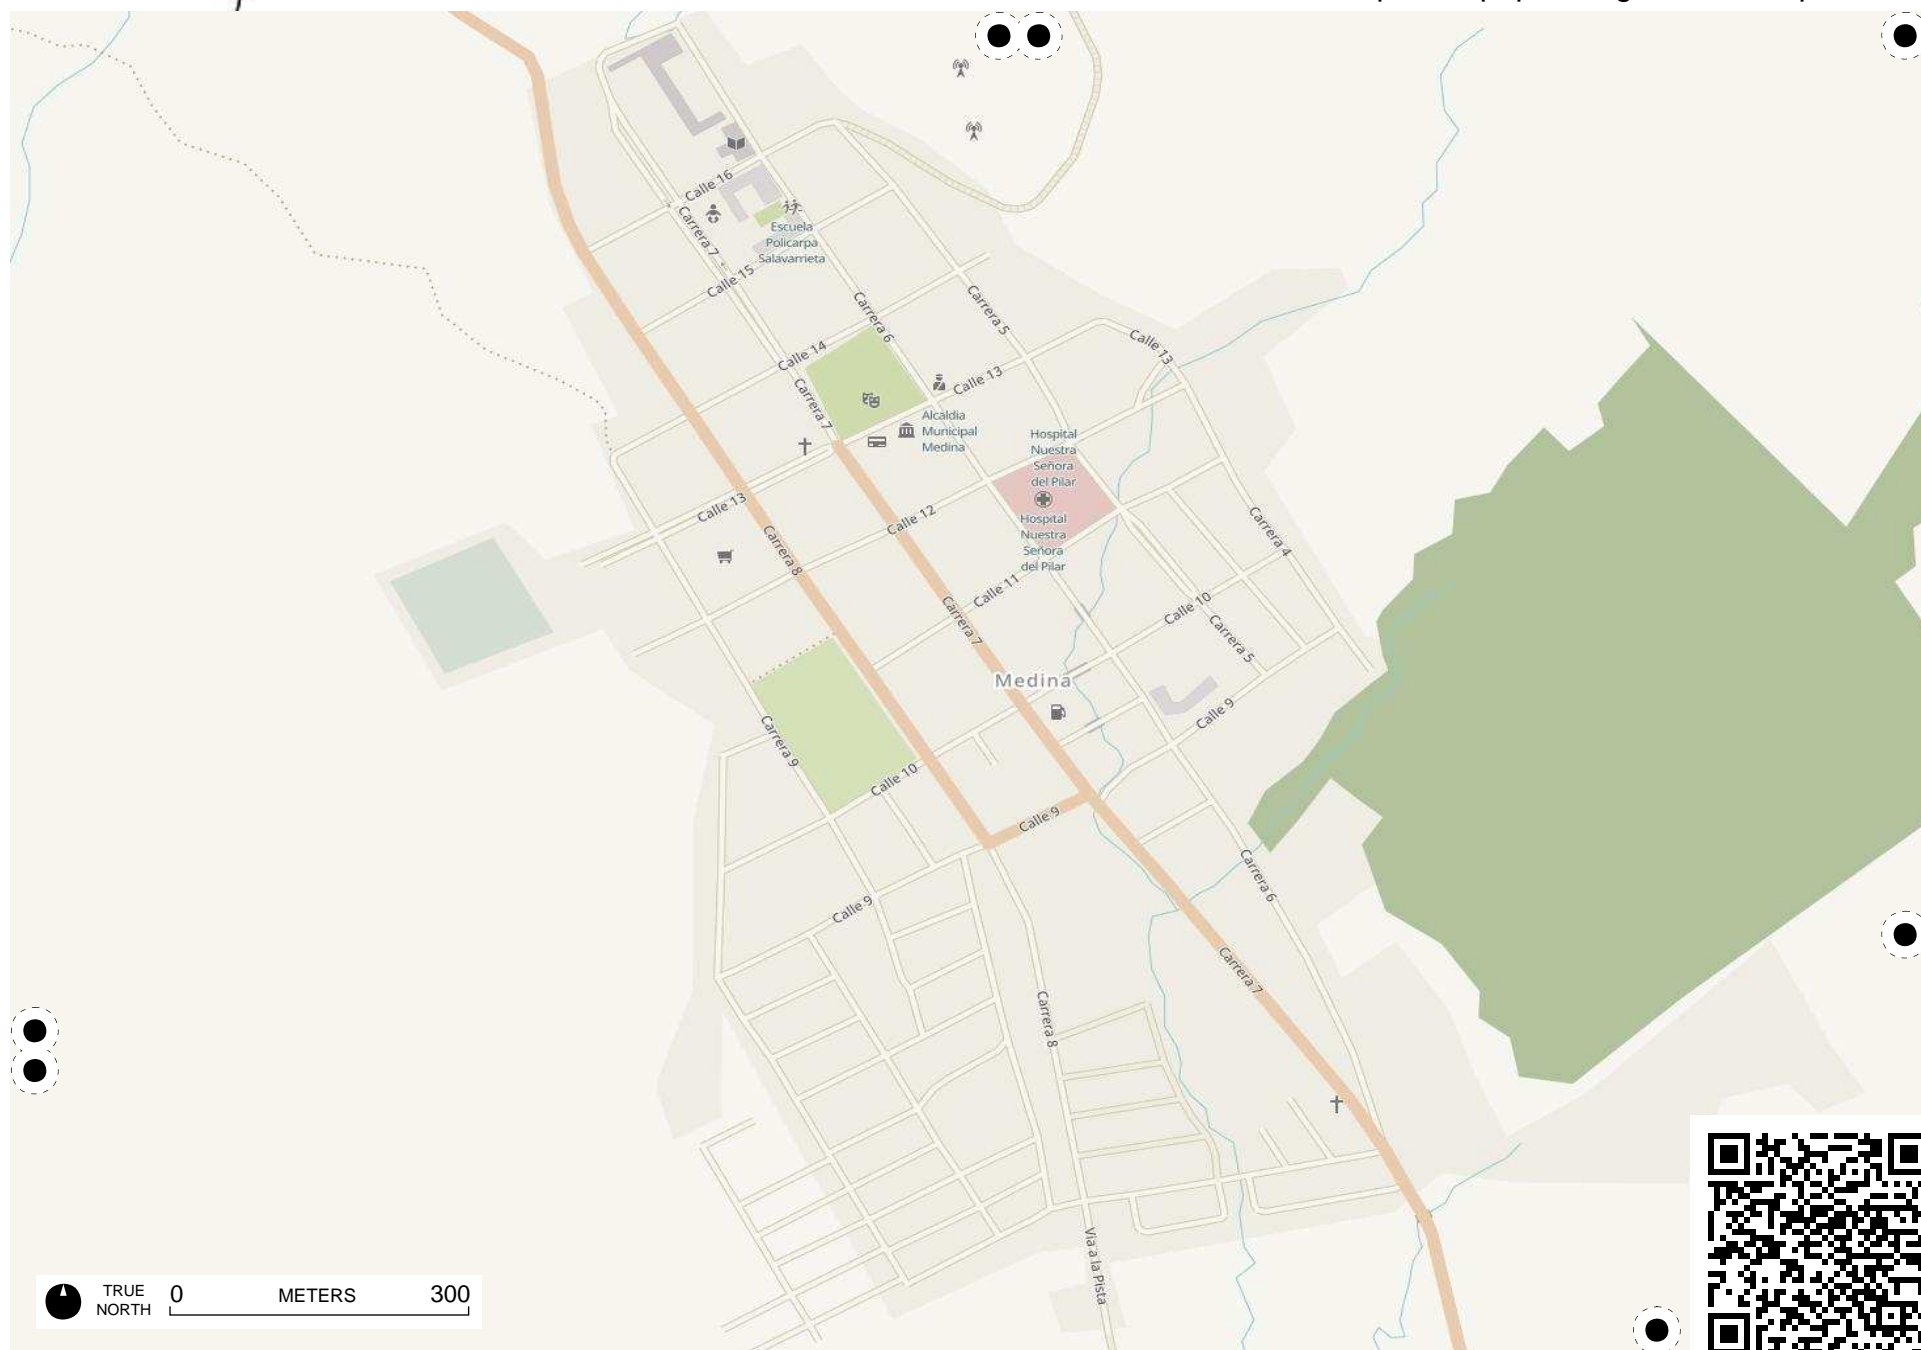 Calle 16
Carrera 7
Escuela
Policarpa
Salavarrieta
Calle 15
Carrera 6
Carrera 5
Calle 14
Calle 13
Carrera 7
Calle 13
Alcaldia
Municipal
Medina
Hospital
Nuestra
Señora
del Pilar
Hospital
Nuestra
Señora
del Pilar
Calle 13
Calle 12
Carrera 4
Carrera 8
Calle 11
Calle 10
Carrera 7
Carrera 5
Medina
Calle 9
Carrera 9
Calle 10
Calle 9
Carrera 6
Calle 9
Carrera 7
Carrera 8
Vía a la Pista
TRUE
NORTH
0 METERS 300